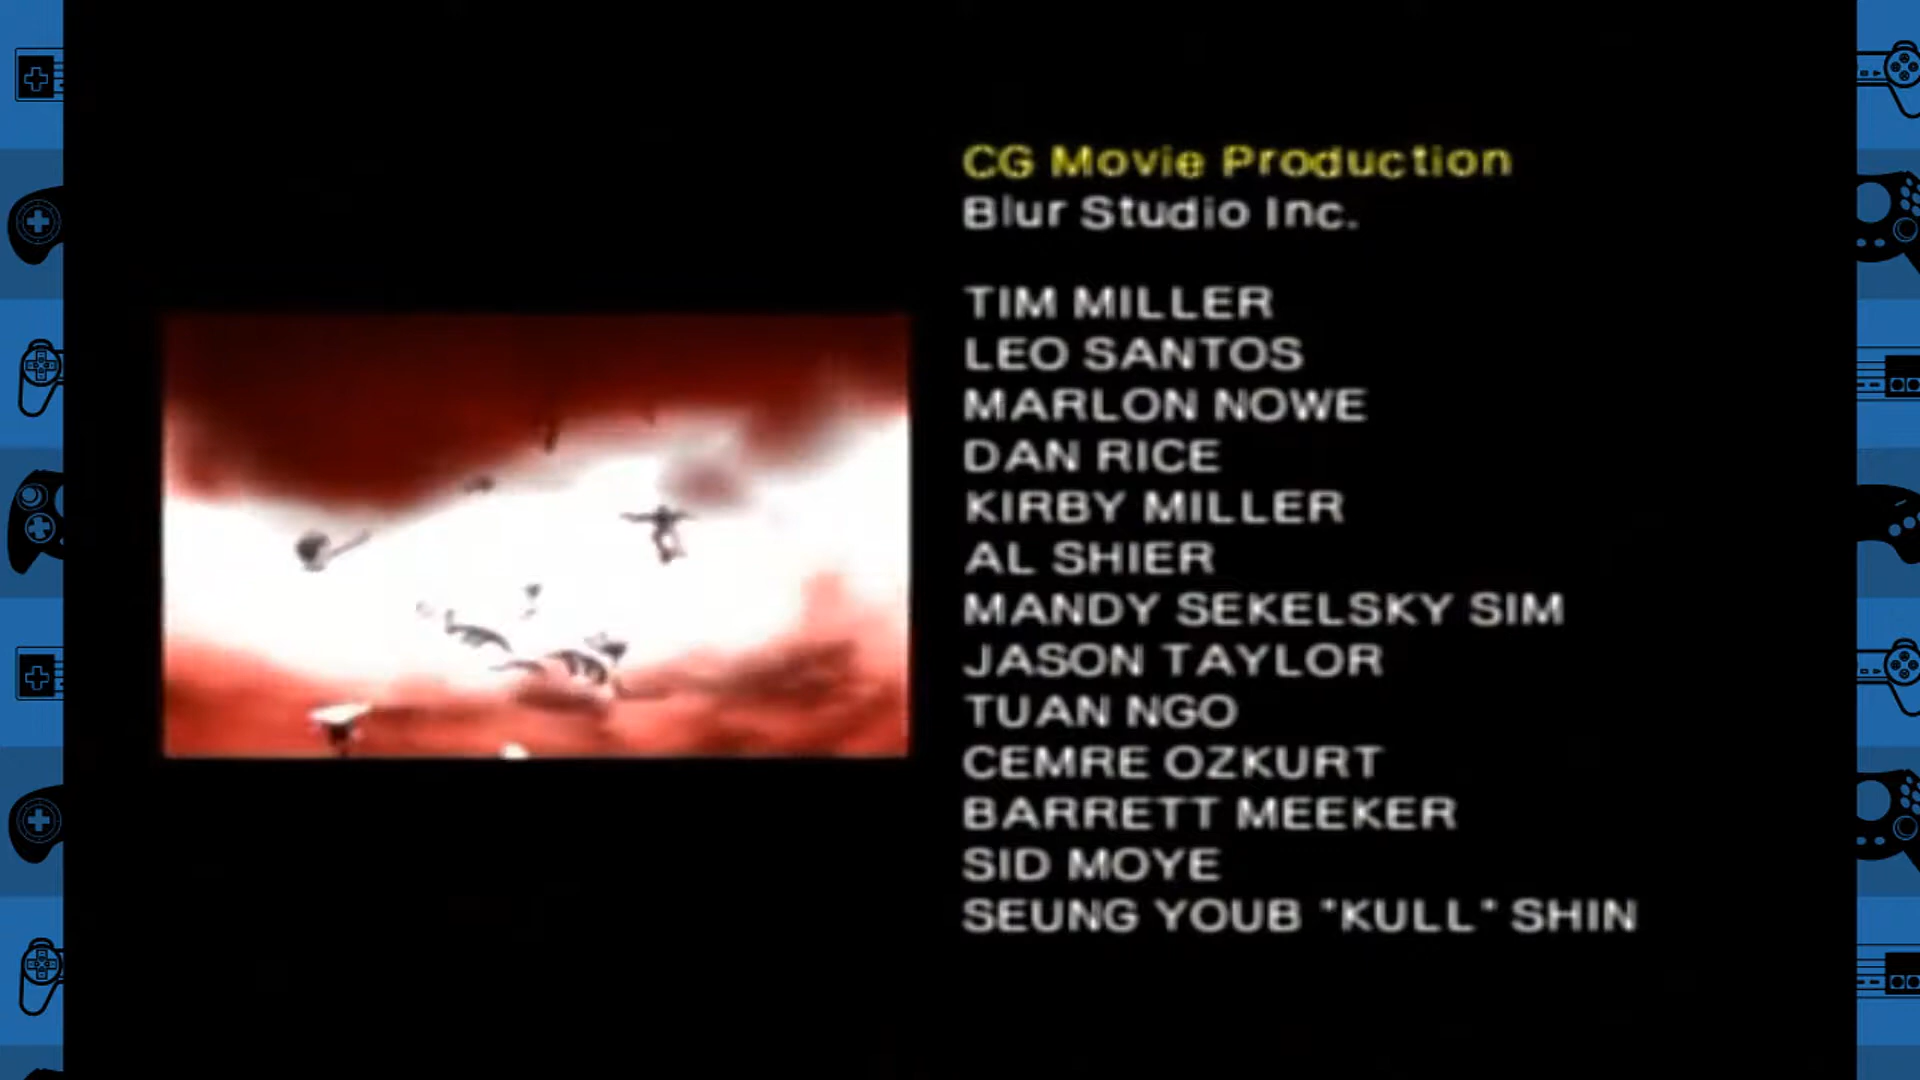 CG Movie Production
Blur Studio Inc.
TIM MILLER
LEO SANTOS
MARLON NOWE
DAN RICE
KIRBY MILLER
AL SHIER
MANDY SEKELSKY SIM
JASON TAYLOR
TUAN NGO
CEMRE OZKURT
BARRETT MEEKER
SID MOYE
SEUNG YOUB "KULL" SHIN